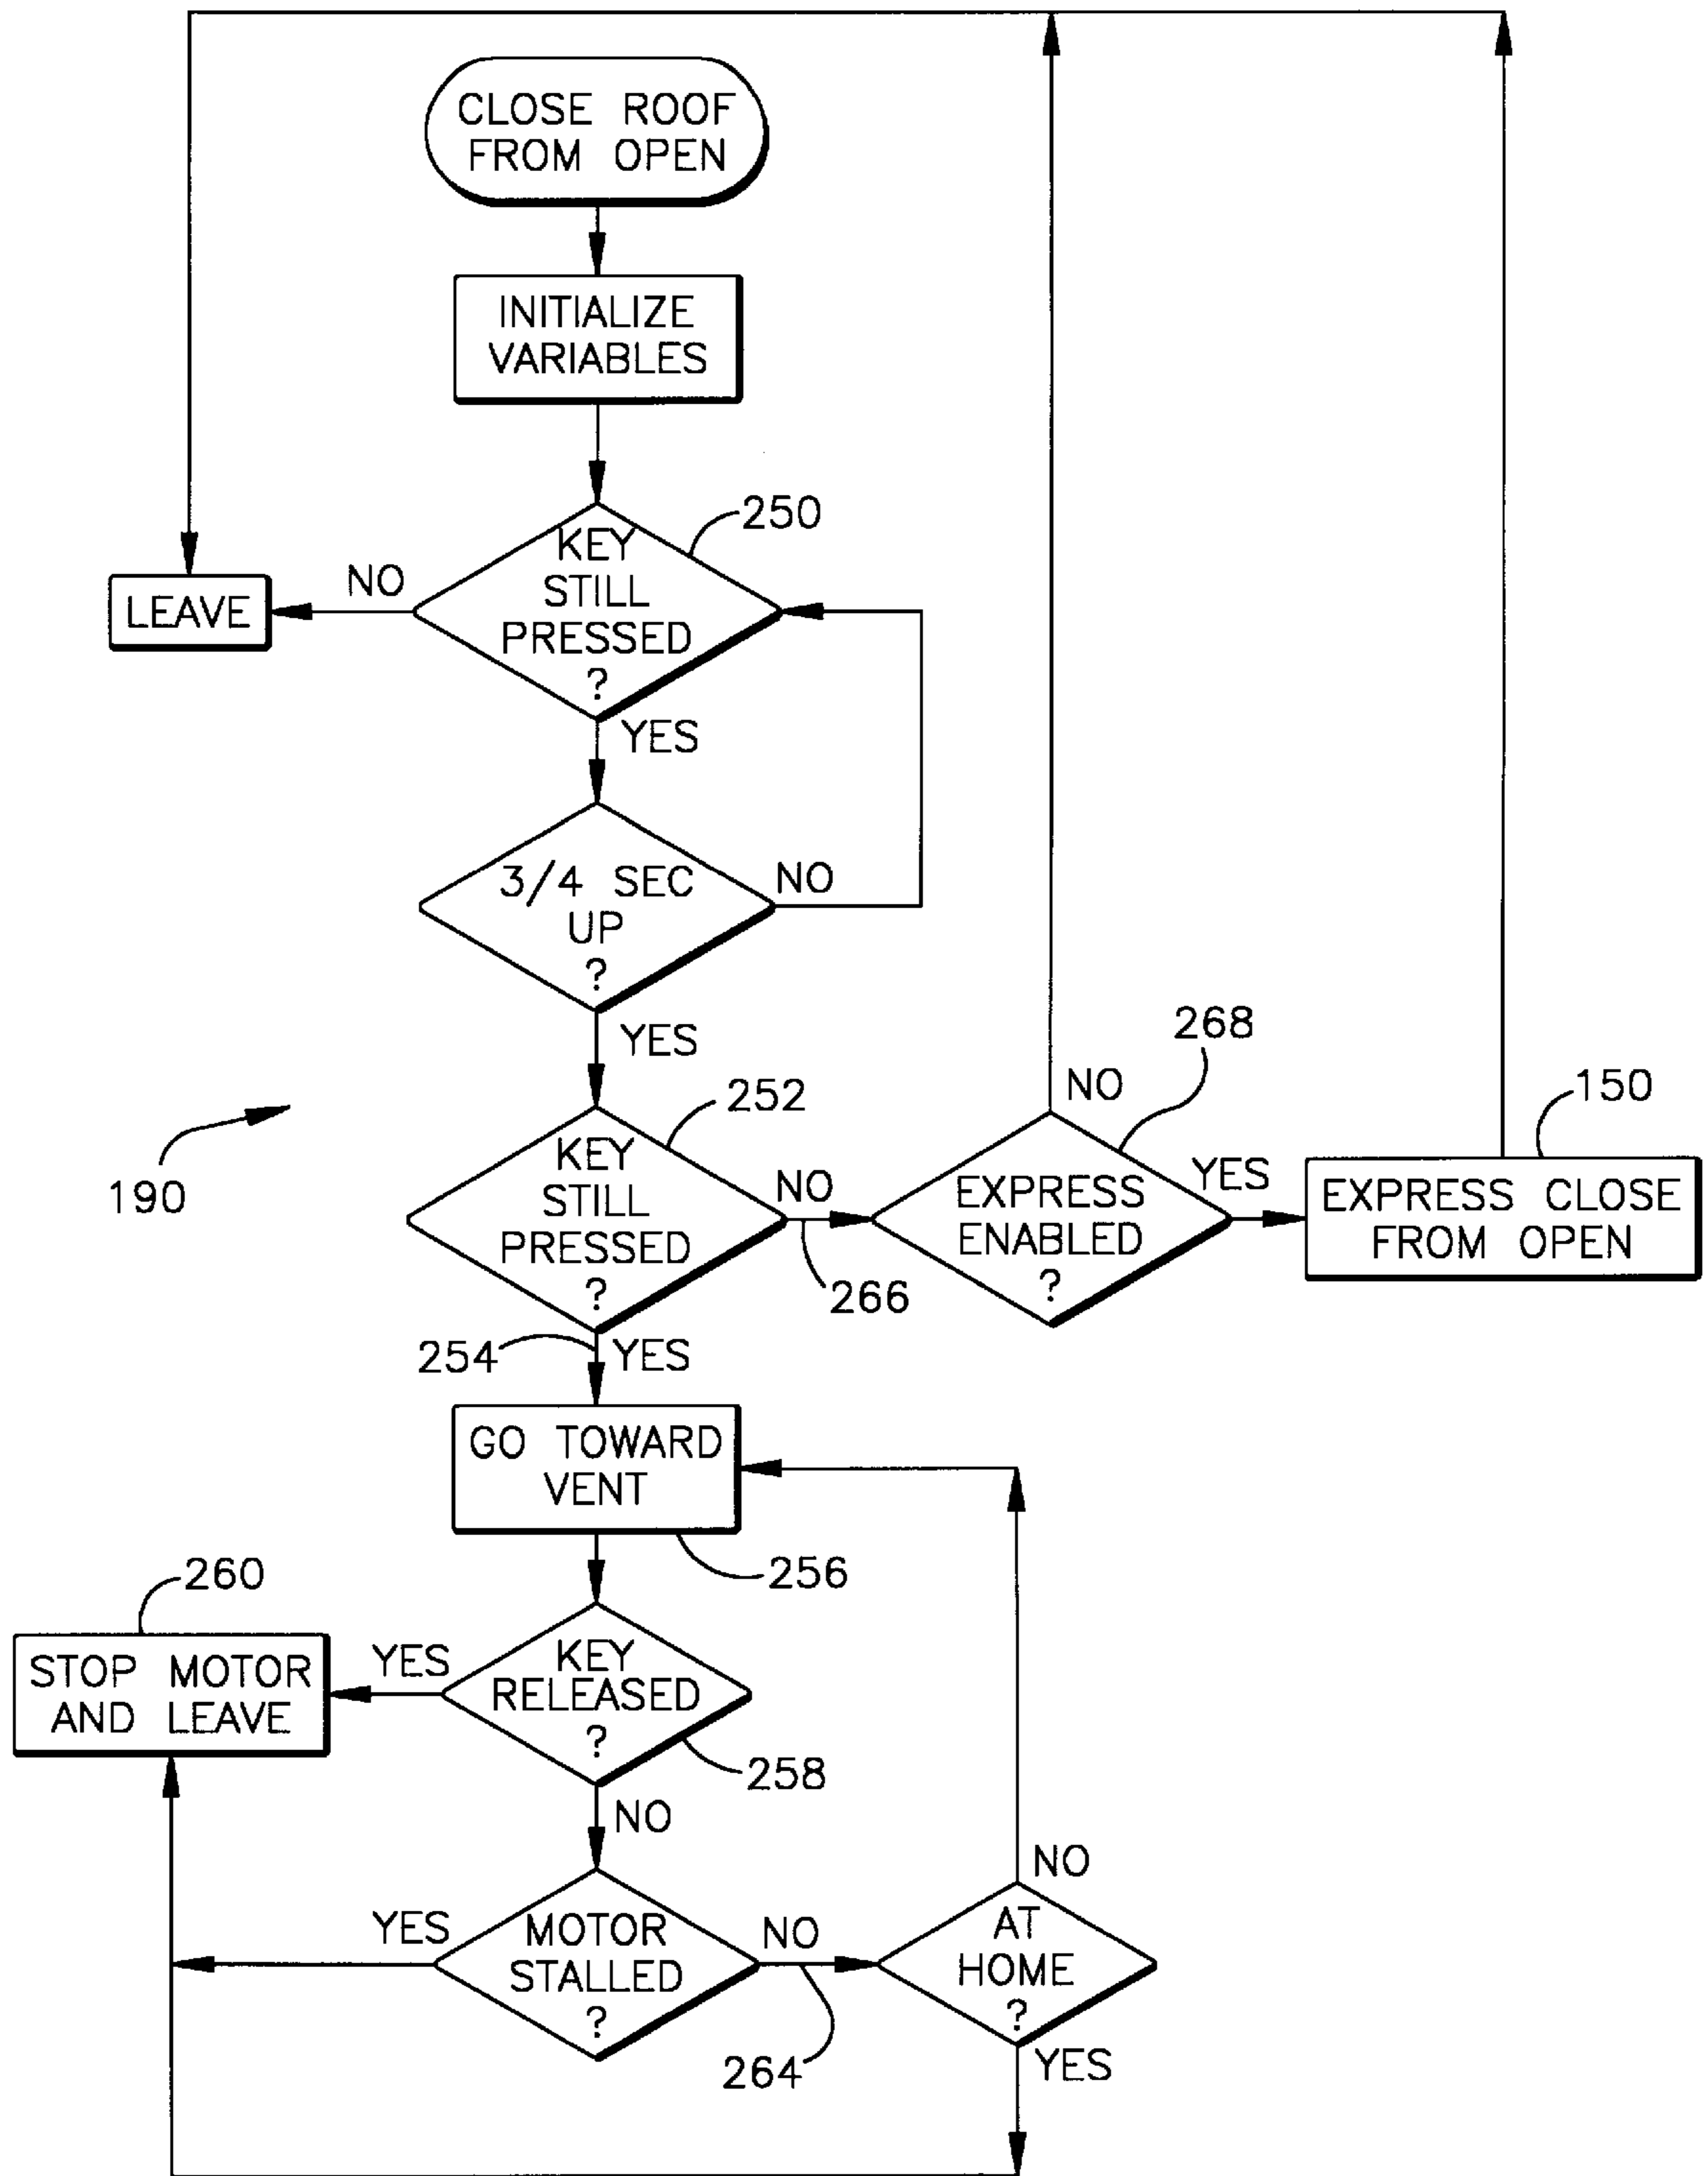 CLOSE ROOF
FROM OPEN
INITIALIZE
VARIABLES
250
KEY
STILL
PRESSED
?
NO
LEAVE
YES
3/4 SEC
UP
?
NO
YES
268
252
150
190
KEY
STILL
PRESSED
?
NO
266
NO
EXPRESS
ENABLED
?
YES
EXPRESS CLOSE
FROM OPEN
254
YES
GO TOWARD
VENT
256
260
STOP MOTOR
AND LEAVE
YES
KEY
RELEASED
?
258
NO
YES
MOTOR
STALLED
?
NO
264
NO
AT
HOME
?
YES